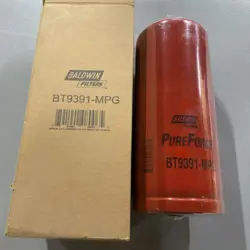 BALDWIN
FILTERS
BT9391-MPG
BALDWIN
PUREFORCE
BT9391-MPG